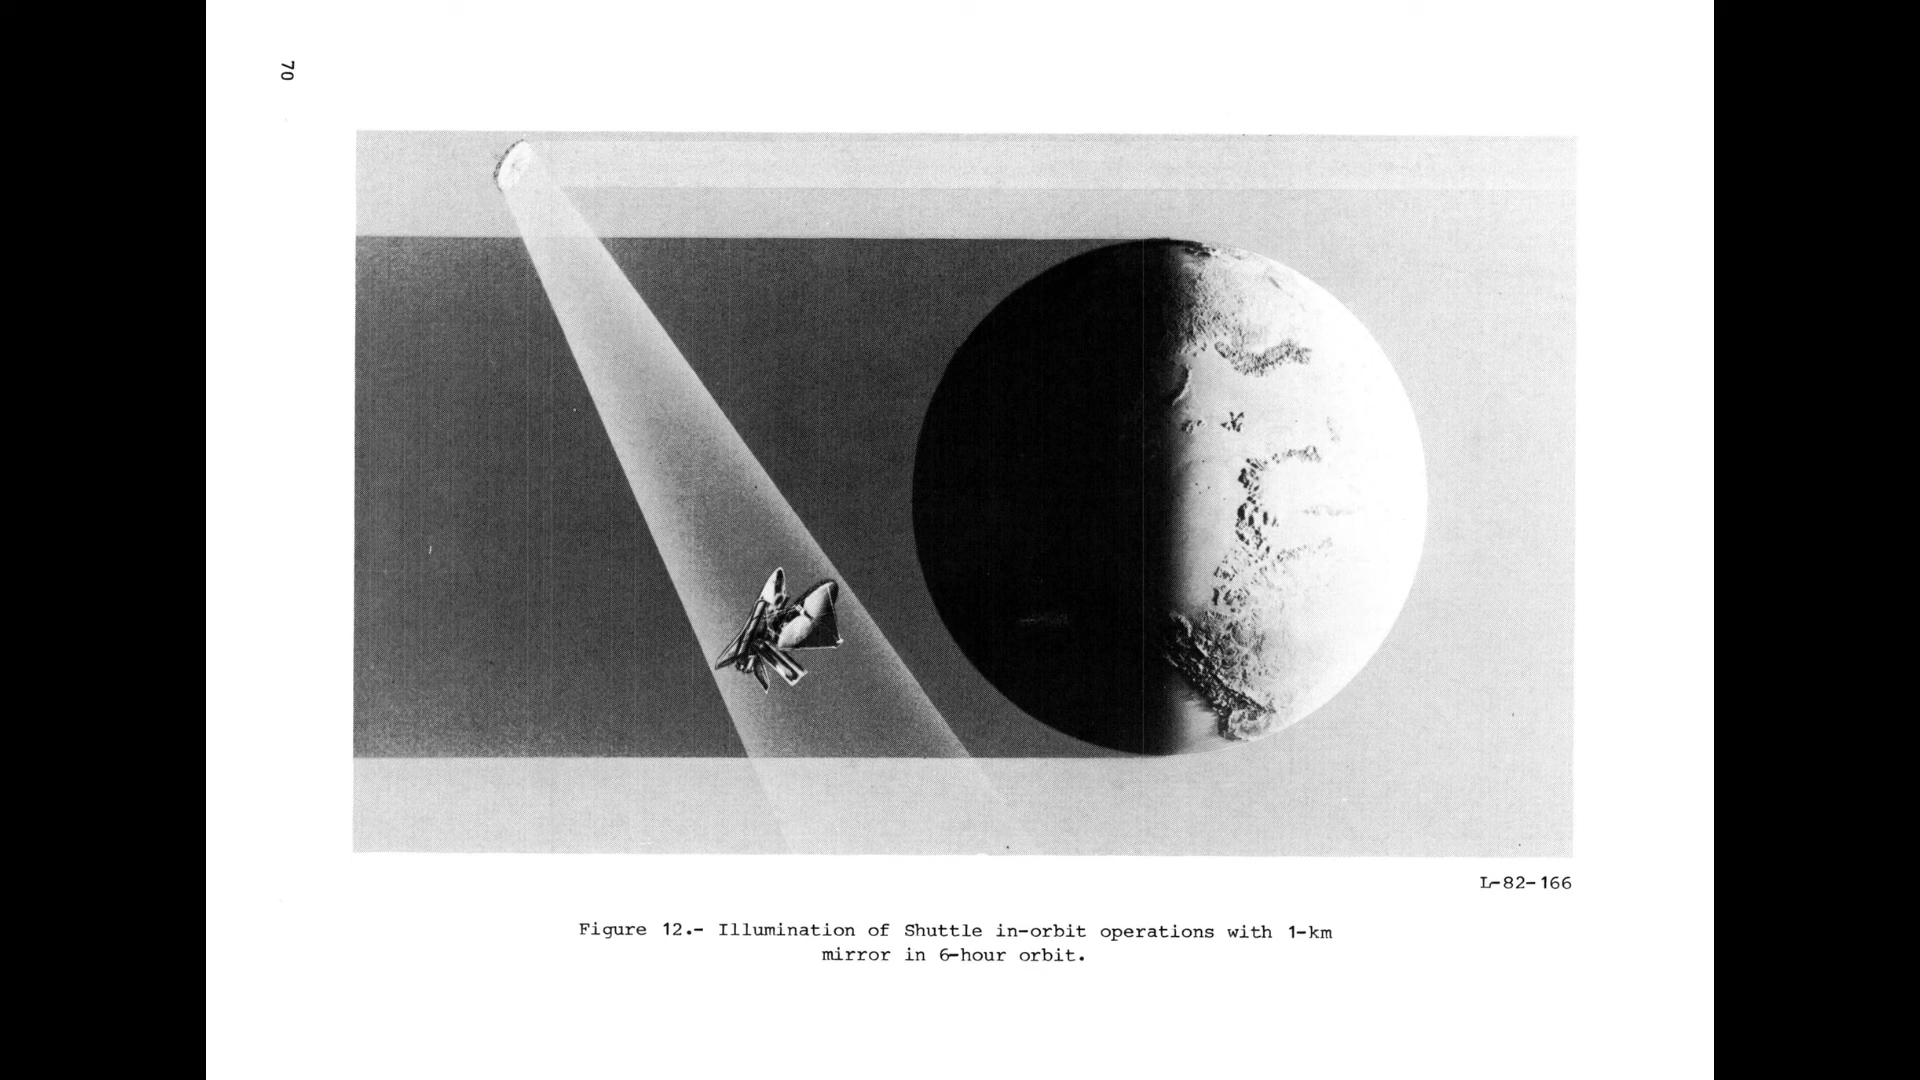 70
L-82-166
Figure 12.- Illumination of Shuttle in-orbit operations with 1-km
mirror in 6-hour orbit.